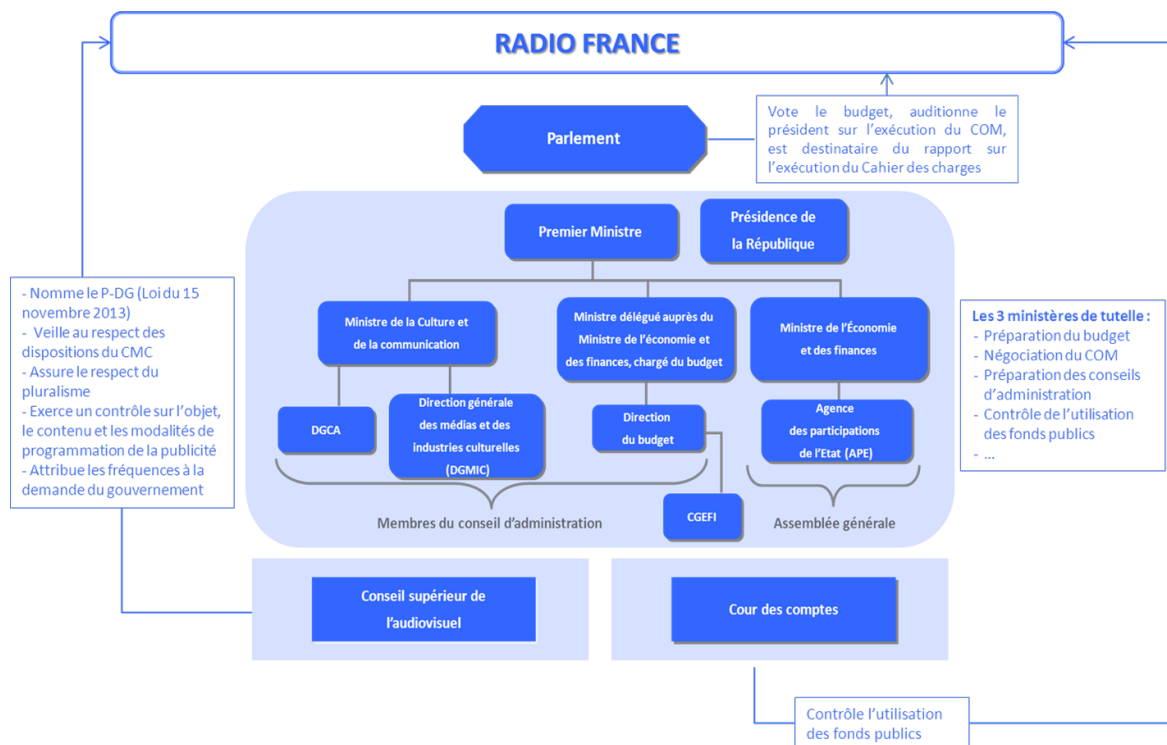 RADIO FRANCE
Parlement
Vote le budget, auditionne le
président sur l'exécution du COM,
est destinataire du rapport sur
l'exécution du Cahier des charges
Premier Ministre
Présidence de
la République
Ministre de la Culture et
de la communication
Ministre délégué auprès du
Ministre de l'économie et
des finances, chargé du budget
Ministre de l'Économie
et des finances
DGCA
Direction générale
des médias et des
industries culturelles
(DGMIC)
Direction
du budget
Agence
des participations
de l'Etat (APE)
Membres du conseil d'administration
CGEFI
Assemblée générale
- Nomme le P-DG (Loi du 15
novembre 2013)
- Veille au respect des
dispositions du CMC
- Assure le respect du
pluralisme
- Exerce un contrôle sur l'objet,
le contenu et les modalités de
programmation de la publicité
- Attribue les fréquences à la
demande du gouvernement
Les 3 ministères de tutelle :
- Préparation du budget
- Négociation du COM
- Préparation des conseils
d'administration
- Contrôle de l'utilisation
des fonds publics
- ...
Conseil supérieur de
l'audiovisuel
Cour des comptes
Contrôle l'utilisation
des fonds publics